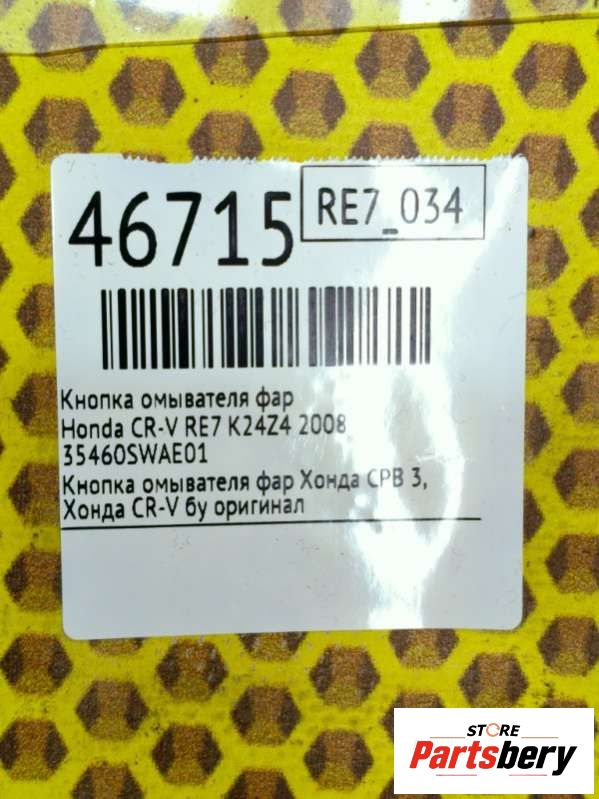 46715
RE7_034
Кнопка омывателя фар
Honda CR-V RE7 K24Z4 2008
35460SWAE01
Кнопка омывателя фар Хонда СРВ 3,
Хонда CR-V бу оригинал
STORE
Partsbery